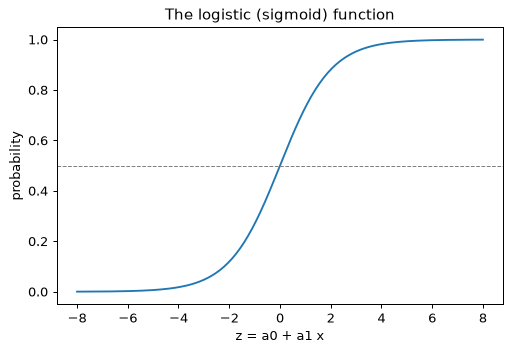 The logistic (sigmoid) function
probability
1.0
0.8
0.6
0.4
0.2
0.0
−8 −6 −4 −2 0 2 4 6 8
z = a0 + a1 x